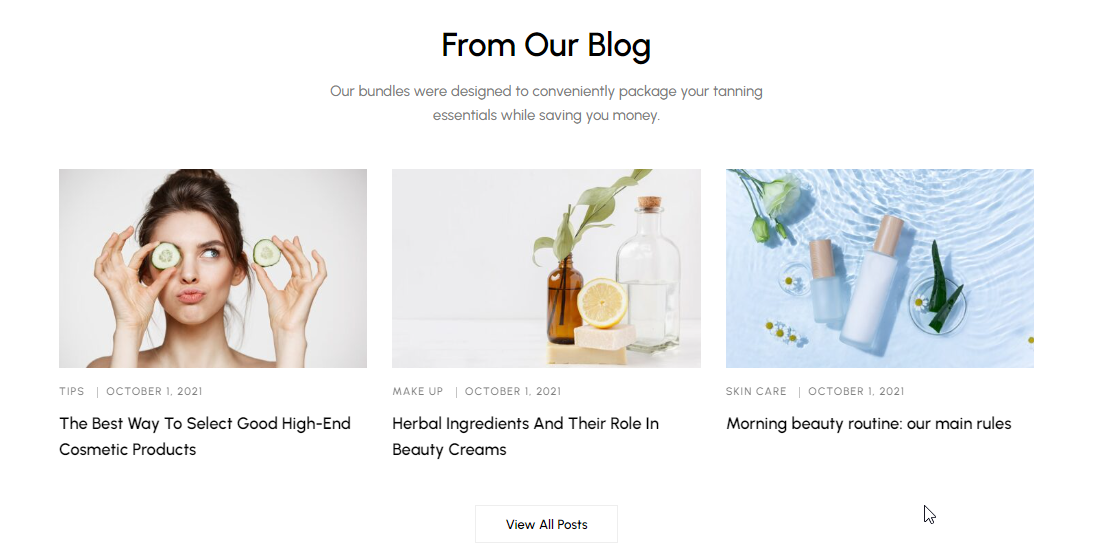 From Our Blog
Our bundles were designed to conveniently package your tanning
essentials while saving you money.
TIPS | OCTOBER 1, 2021
The Best Way To Select Good High-End
Cosmetic Products
MAKE UP | OCTOBER 1, 2021
Herbal Ingredients And Their Role In
Beauty Creams
SKIN CARE | OCTOBER 1, 2021
Morning beauty routine: our main rules
View All Posts